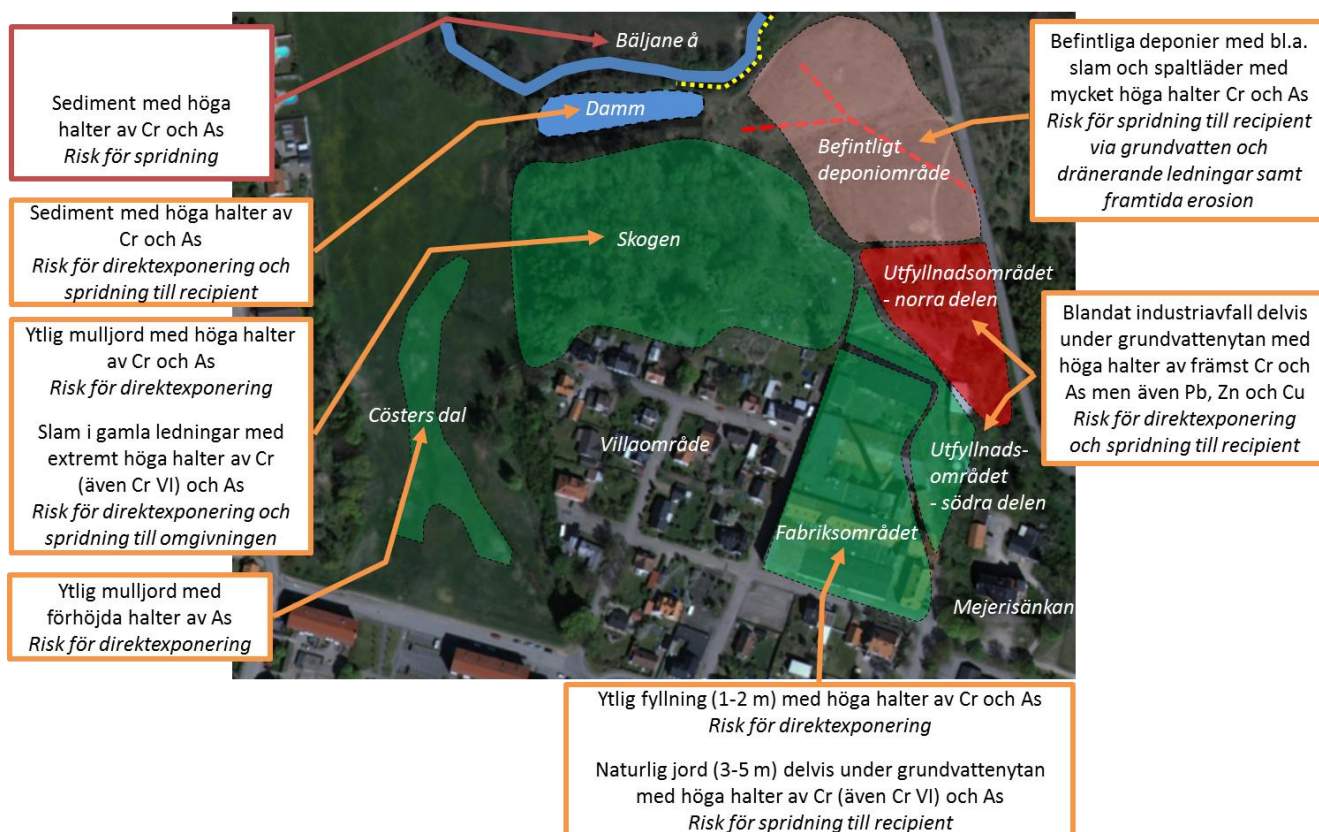 Sediment med höga
halter av Cr och As
Risk för spridning
Sediment med höga halter av
Cr och As
Risk för direktexponering och
spridning till recipient
Ytlig mulljord med höga halter
av Cr och As
Risk för direktexponering
Slam i gamla ledningar med
extremt höga halter av Cr
(även Cr VI) och As
Risk för direktexponering och
spridning till omgivningen
Ytlig mulljord med
förhöjda halter av As
Risk för direktexponering
Bäljane å
Damm
Befintligt
deponiområde
Skogen
Utfyllnadsområdet
- norra delen
Cösters dal
Villaområde
Utfyllnads-
området
- södra delen
Fabriksområdet
Mejerisänkan
Befintliga deponier med bl.a.
slam och spaltläder med
mycket höga halter Cr och As
Risk för spridning till recipient
via grundvatten och
dränerande ledningar samt
framtida erosion
Blandat industriavfall delvis
under grundvattenytan med
höga halter av främst Cr och
As men även Pb, Zn och Cu
Risk för direktexponering
och spridning till recipient
Ytlig fyllning (1-2 m) med höga halter av Cr och As
Risk för direktexponering
Naturlig jord (3-5 m) delvis under grundvattenytan
med höga halter av Cr (även Cr VI) och As
Risk för spridning till recipient